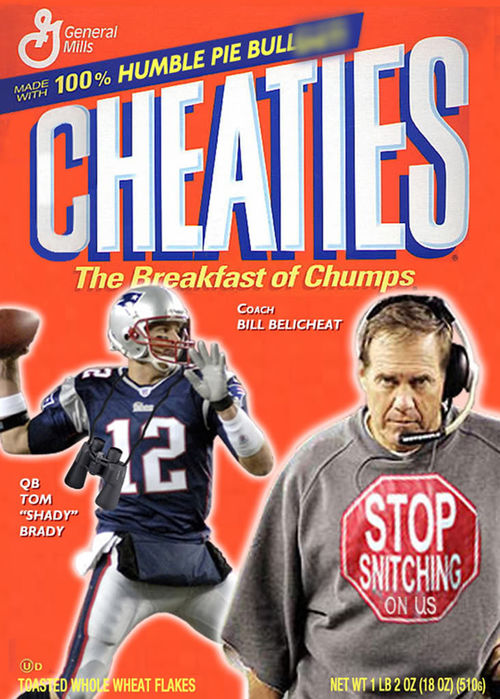 General
Mills
MADE
WITH
100% HUMBLE PIE BULL
CHEATIES
®
The Breakfast of Chumps
COACH
BILL BELICHEAT
12
QB
TOM
"SHADY"
BRADY
STOP
SNITCHING
ON US
Ⓤ D
TOASTED WHOLE WHEAT FLAKES
NET WT 1 LB 2 OZ (18 OZ) (510g)